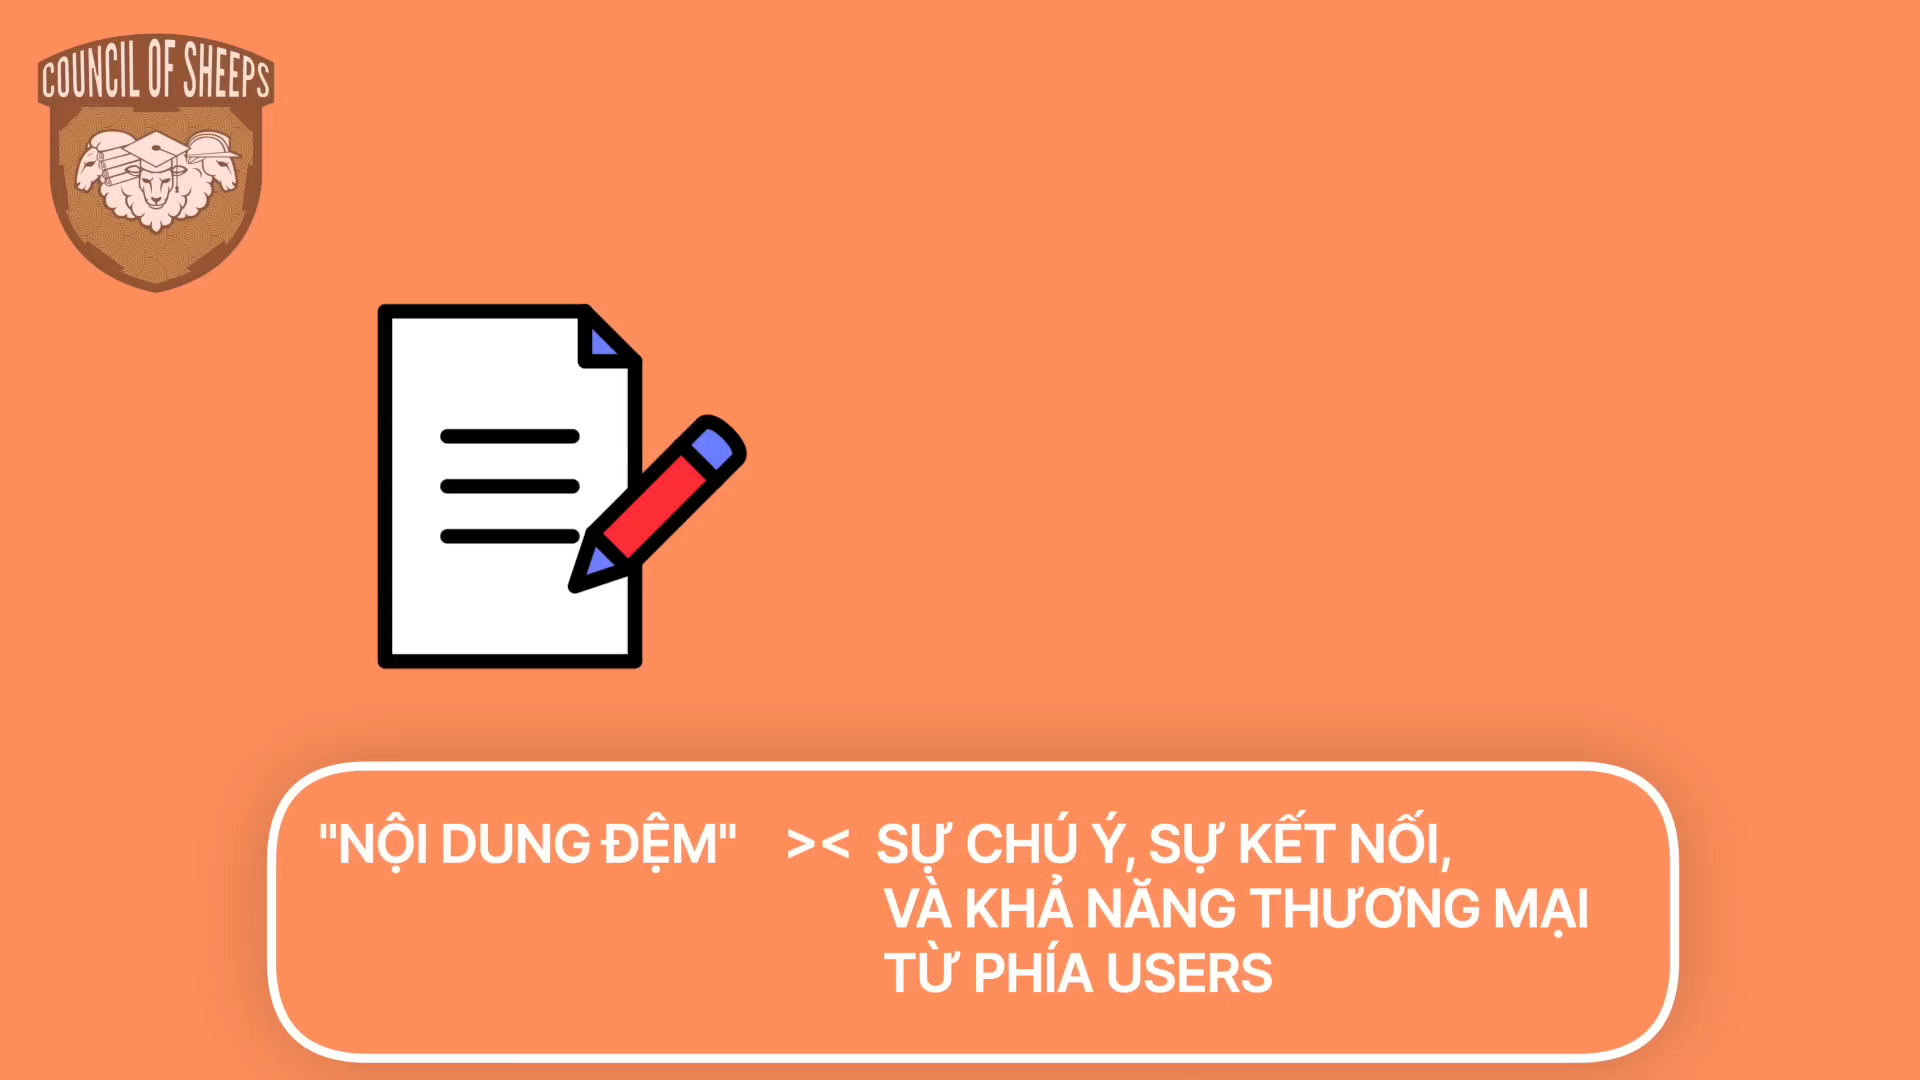 COUNCIL OF SHEEPS
"NỘI DUNG ĐỆM" >< SỰ CHÚ Ý, SỰ KẾT NỐI,
VÀ KHẢ NĂNG THƯƠNG MẠI
TỪ PHÍA USERS